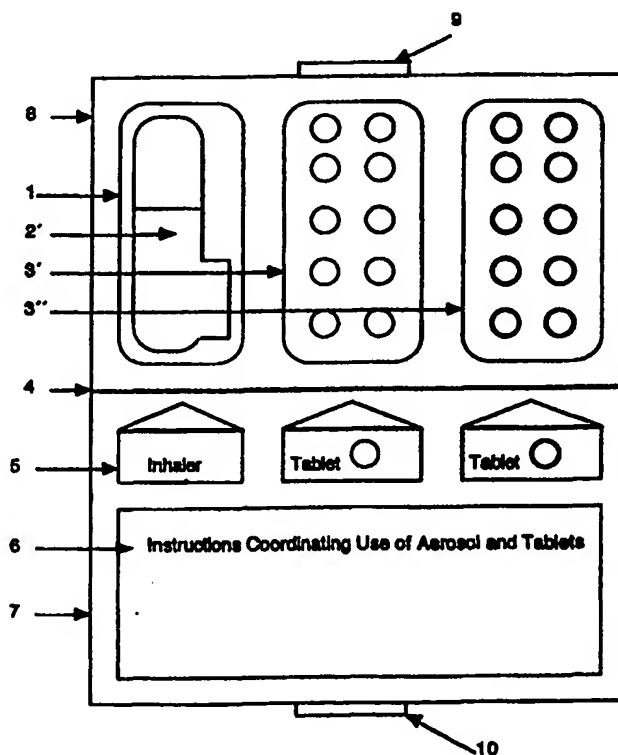 9
8
1
2'
3'
3''
4
5
Inhaler
Tablet
Tablet
6
Instructions Coordinating Use of Aerosol and Tablets
7
10